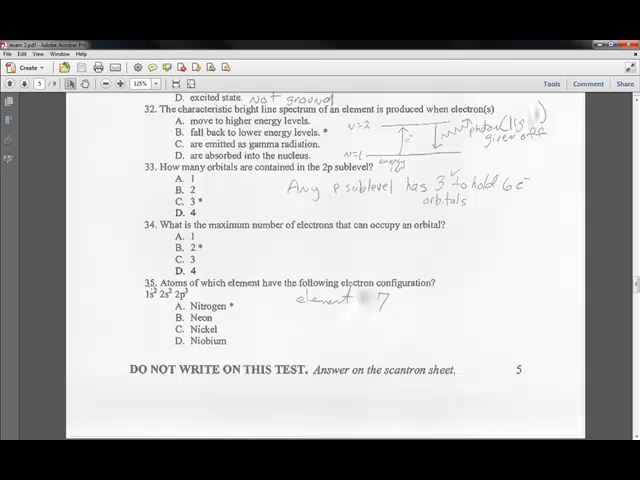 exam 2.pdf - Adobe Acrobat Pro
File Edit View Window Help
Create
5 / 9
125%
Tools Comment Share
D. excited state. Not ground
32. The characteristic bright line spectrum of an element is produced when electron(s)
A. move to higher energy levels.
B. fall back to lower energy levels. *
C. are emitted as gamma radiation.
D. are absorbed into the nucleus.
n=2
e-
photon
given off
n=1
energy
33. How many orbitals are contained in the 2p sublevel?
A. 1
B. 2
C. 3 *
D. 4
Any p sublevel has 3 to hold 6 e-
orbitals
34. What is the maximum number of electrons that can occupy an orbital?
A. 1
B. 2 *
C. 3
D. 4
35. Atoms of which element have the following electron configuration?
1s² 2s² 2p³
element 7
A. Nitrogen *
B. Neon
C. Nickel
D. Niobium
DO NOT WRITE ON THIS TEST. Answer on the scantron sheet. 5